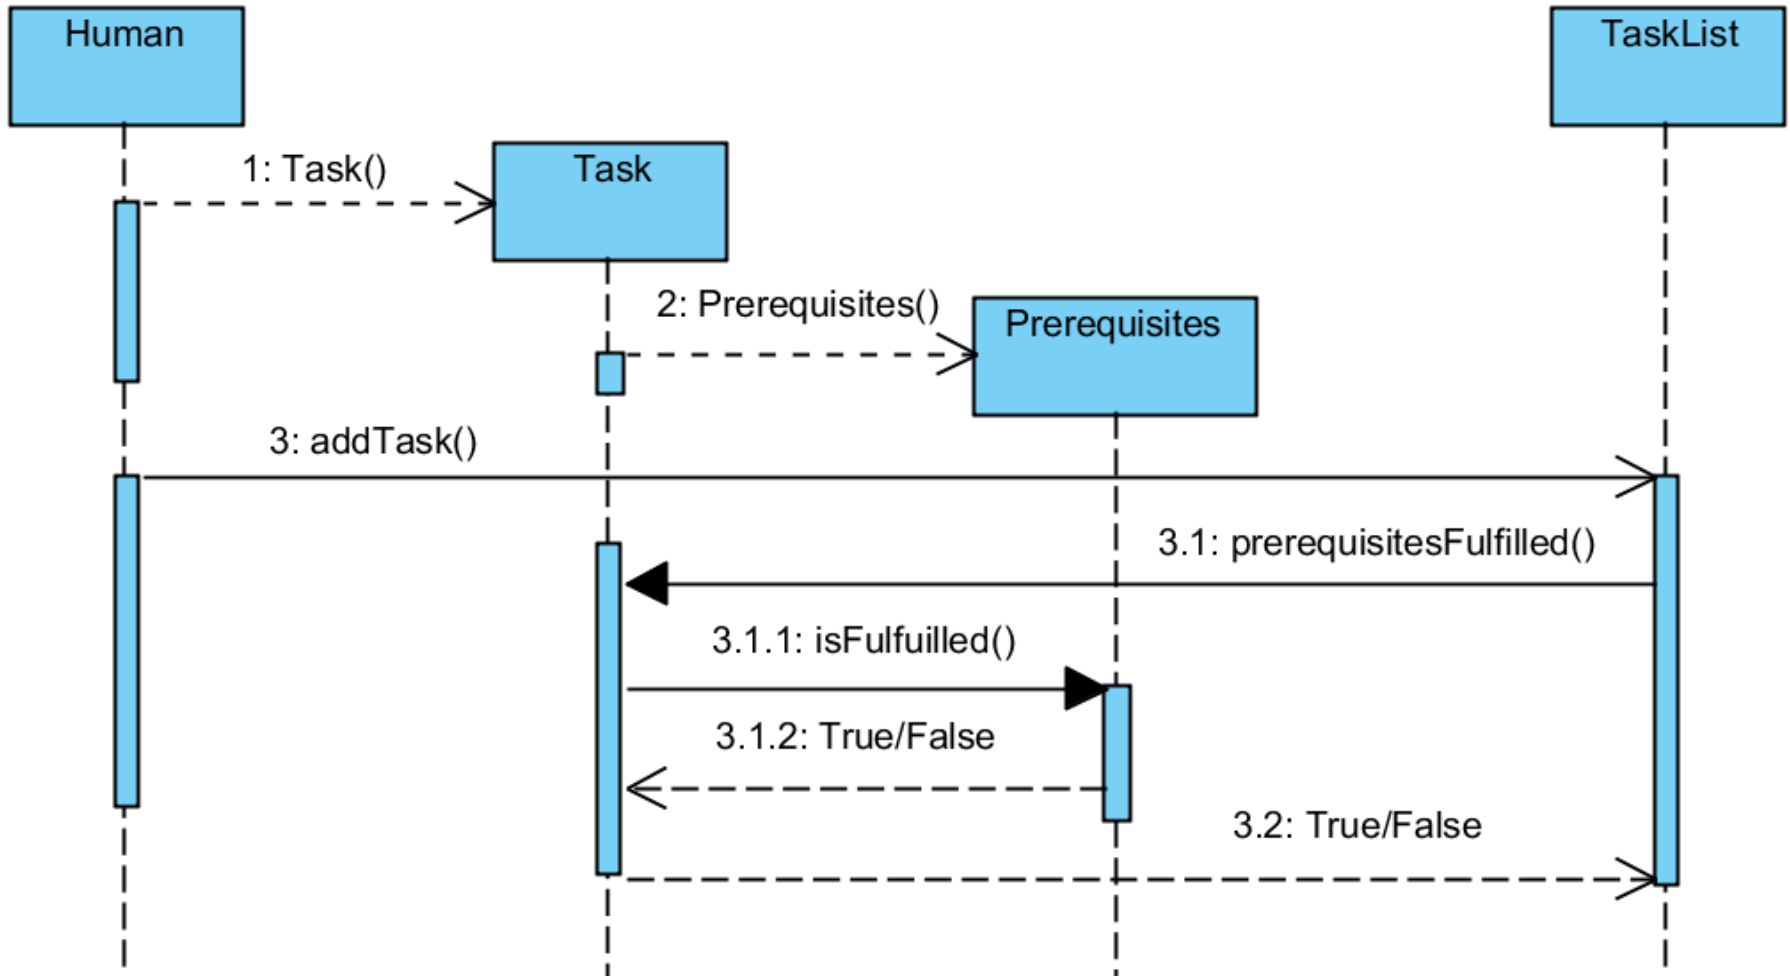 Human
TaskList
1: Task()
Task
2: Prerequisites()
Prerequisites
3: addTask()
3.1: prerequisitesFulfilled()
3.1.1: isFulfuilled()
3.1.2: True/False
3.2: True/False